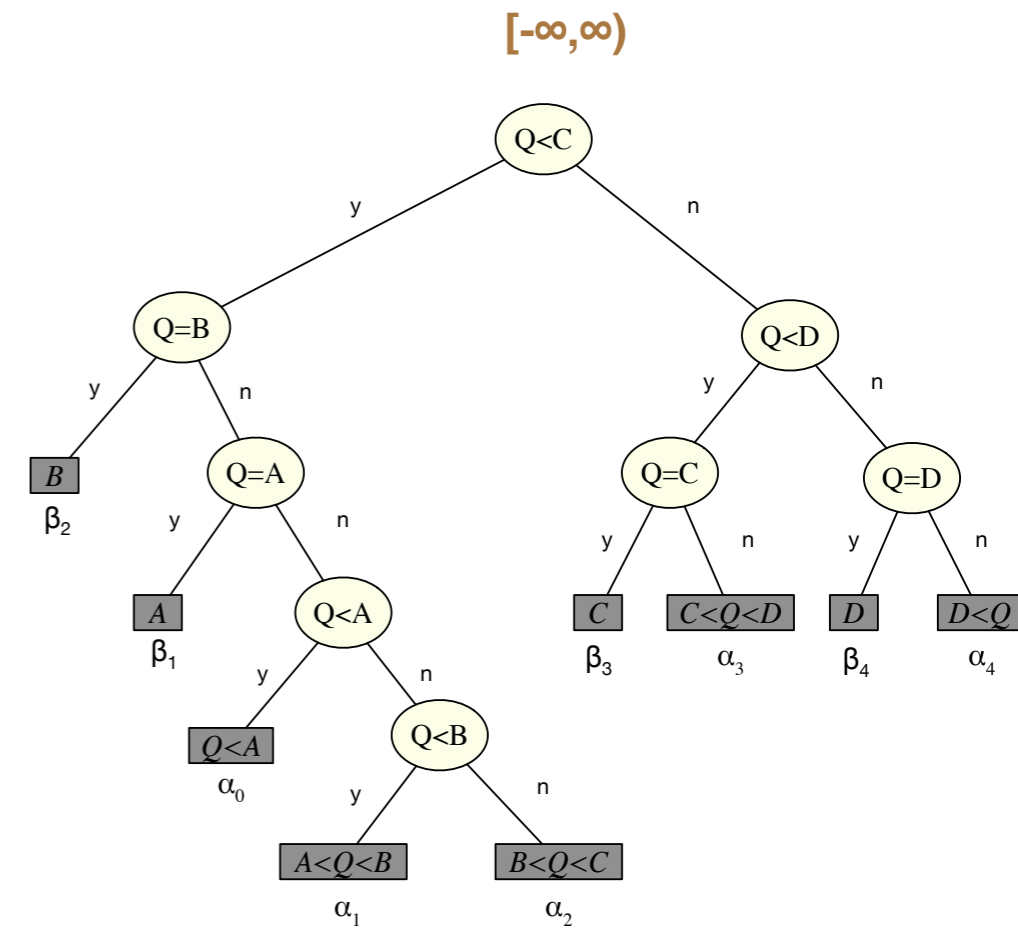 [-∞,∞)
Q<C
y
n
Q=B
Q<D
y
n
y
n
B
Q=A
Q=C
Q=D
β₂
y
n
y
n
y
n
A
Q<A
C
C<Q<D
D
D<Q
β₁
β₃
α₃
β₄
α₄
y
n
Q<A
Q<B
α₀
y
n
A<Q<B
B<Q<C
α₁
α₂